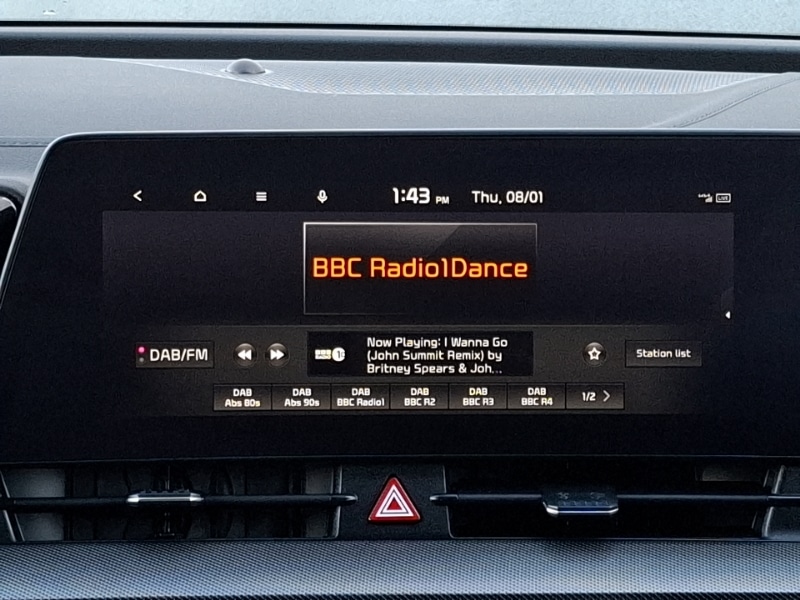 1:43 PM Thu, 08/01
BBC Radio1Dance
DAB/FM
Now Playing: I Wanna Go
(John Summit Remix) by
Britney Spears & Joh...
Station list
DAB
Abs 80s
DAB
Abs 90s
DAB
BBC Radio1
DAB
BBC R2
DAB
BBC R3
DAB
BBC R4
1/2